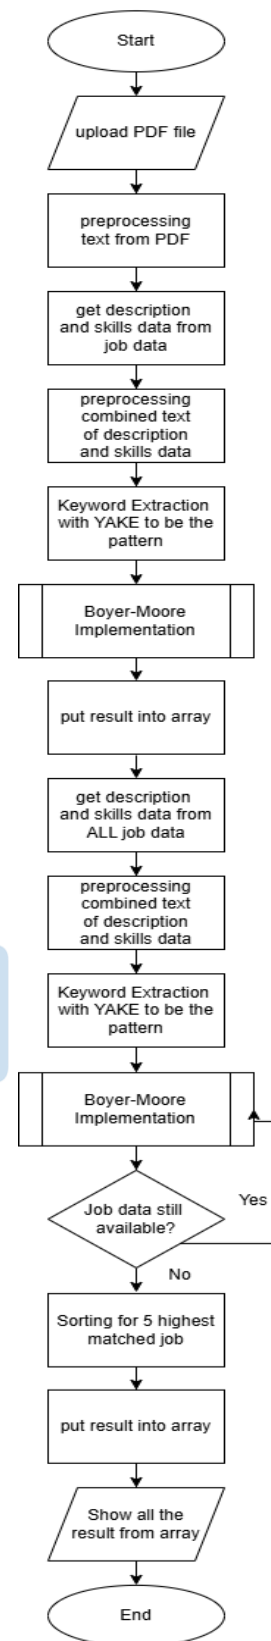 Start
upload PDF file
preprocessing
text from PDF
get description
and skills data from
job data
preprocessing
combined text
of description
and skills data
Keyword Extraction
with YAKE to be the
pattern
Boyer-Moore
Implementation
put result into array
get description
and skills data from
ALL job data
preprocessing
combined text
of description
and skills data
Keyword Extraction
with YAKE to be the
pattern
Boyer-Moore
Implementation
Job data still
available?
Yes
No
Sorting for 5 highest
matched job
put result into array
Show all the
result from array
End